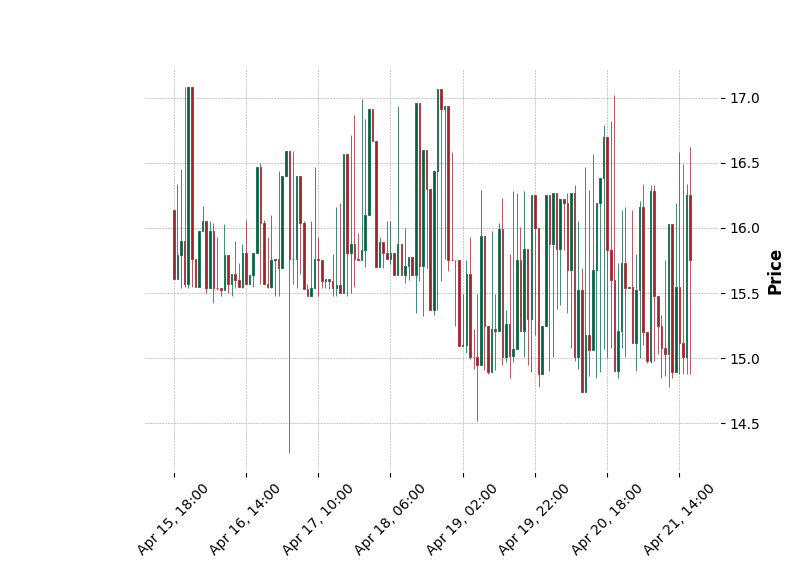 17.0
16.5
16.0
15.5
15.0
14.5
Price
Apr 15, 18:00
Apr 16, 14:00
Apr 17, 10:00
Apr 18, 06:00
Apr 19, 02:00
Apr 19, 22:00
Apr 20, 18:00
Apr 21, 14:00